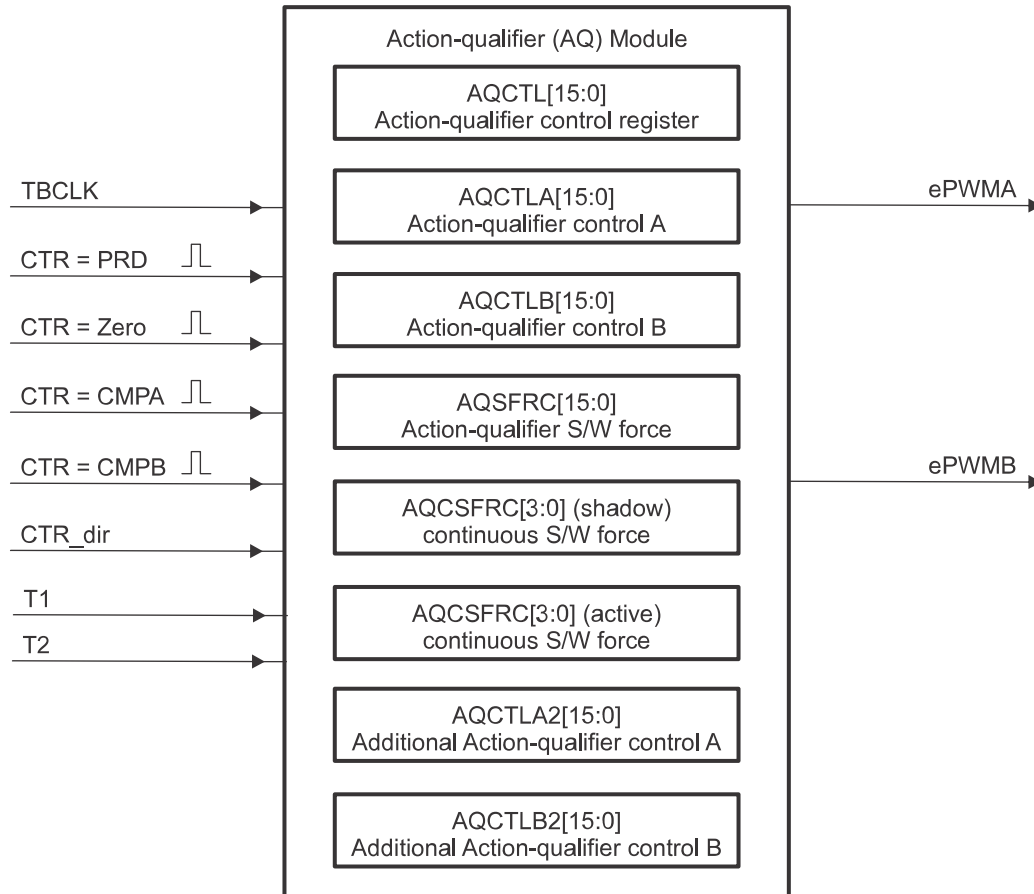 Action-qualifier (AQ) Module
AQCTL[15:0]
Action-qualifier control register
TBCLK
AQCTLA[15:0]
Action-qualifier control A
ePWMA
CTR = PRD
CTR = Zero
AQCTLB[15:0]
Action-qualifier control B
CTR = CMPA
AQSFRC[15:0]
Action-qualifier S/W force
CTR = CMPB
ePWMB
AQCSFRC[3:0] (shadow)
continuous S/W force
CTR_dir
T1
AQCSFRC[3:0] (active)
continuous S/W force
T2
AQCTLA2[15:0]
Additional Action-qualifier control A
AQCTLB2[15:0]
Additional Action-qualifier control B